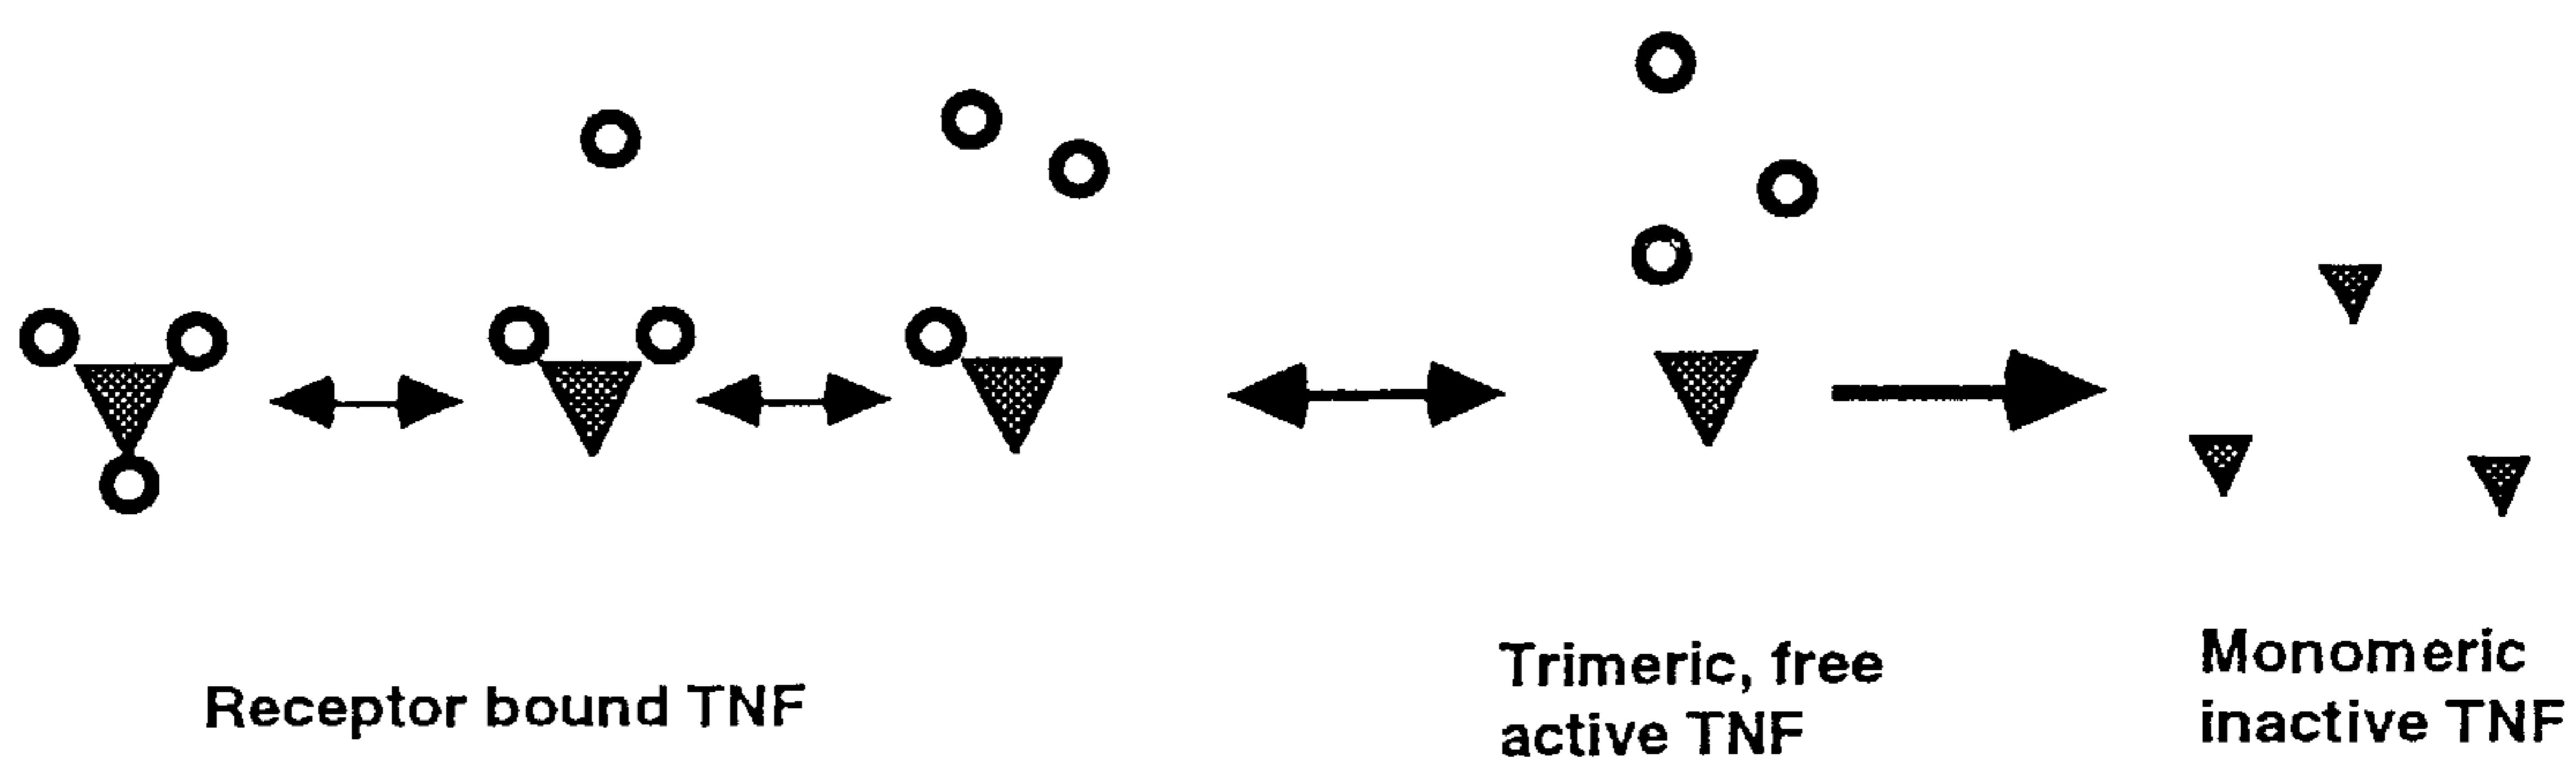 Receptor bound TNF
Trimeric, free
active TNF
Monomeric
inactive TNF